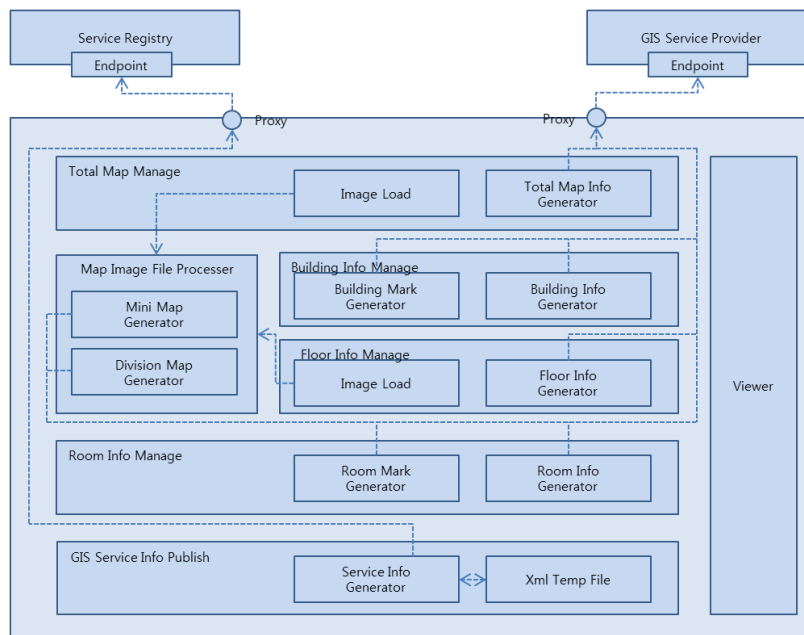 Service Registry
Endpoint
GIS Service Provider
Endpoint
Proxy
Proxy
Total Map Manage
Image Load
Total Map Info
Generator
Map Image File Processer
Mini Map
Generator
Division Map
Generator
Building Info Manage
Building Mark
Generator
Building Info
Generator
Floor Info Manage
Image Load
Floor Info
Generator
Viewer
Room Info Manage
Room Mark
Generator
Room Info
Generator
GIS Service Info Publish
Service Info
Generator
Xml Temp File